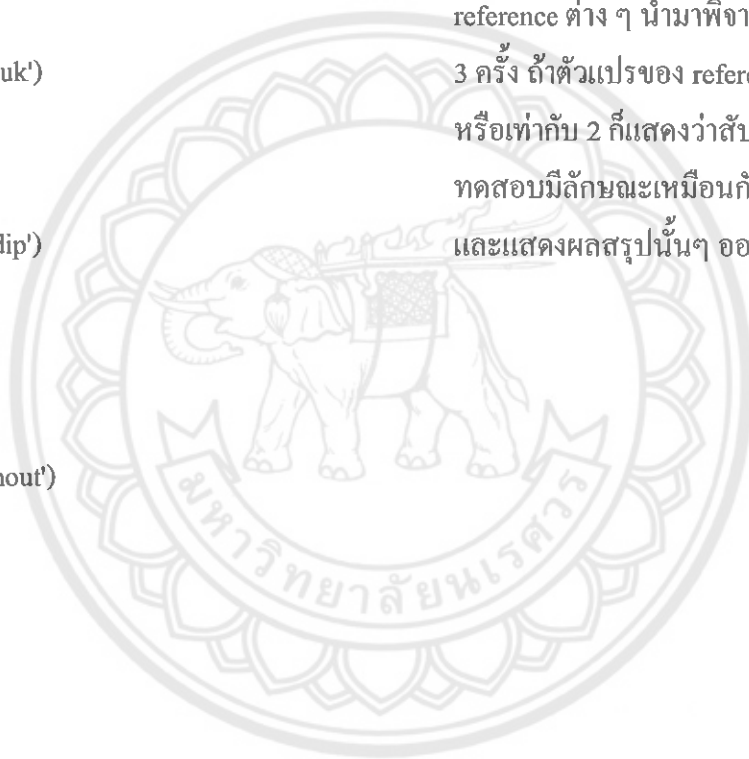 reference ต่าง ๆ นำมาพิจา
uk')
3 ครั้ง ถ้าตัวแปรของ refere
หรือเท่ากับ 2 ก็แสดงว่าสับ
ทดสอบมีลักษณะเหมือนกั
lip')
และแสดงผลสรุปนั้นๆ ออ
nout')
มหาวิทยาลัยนเรศวร